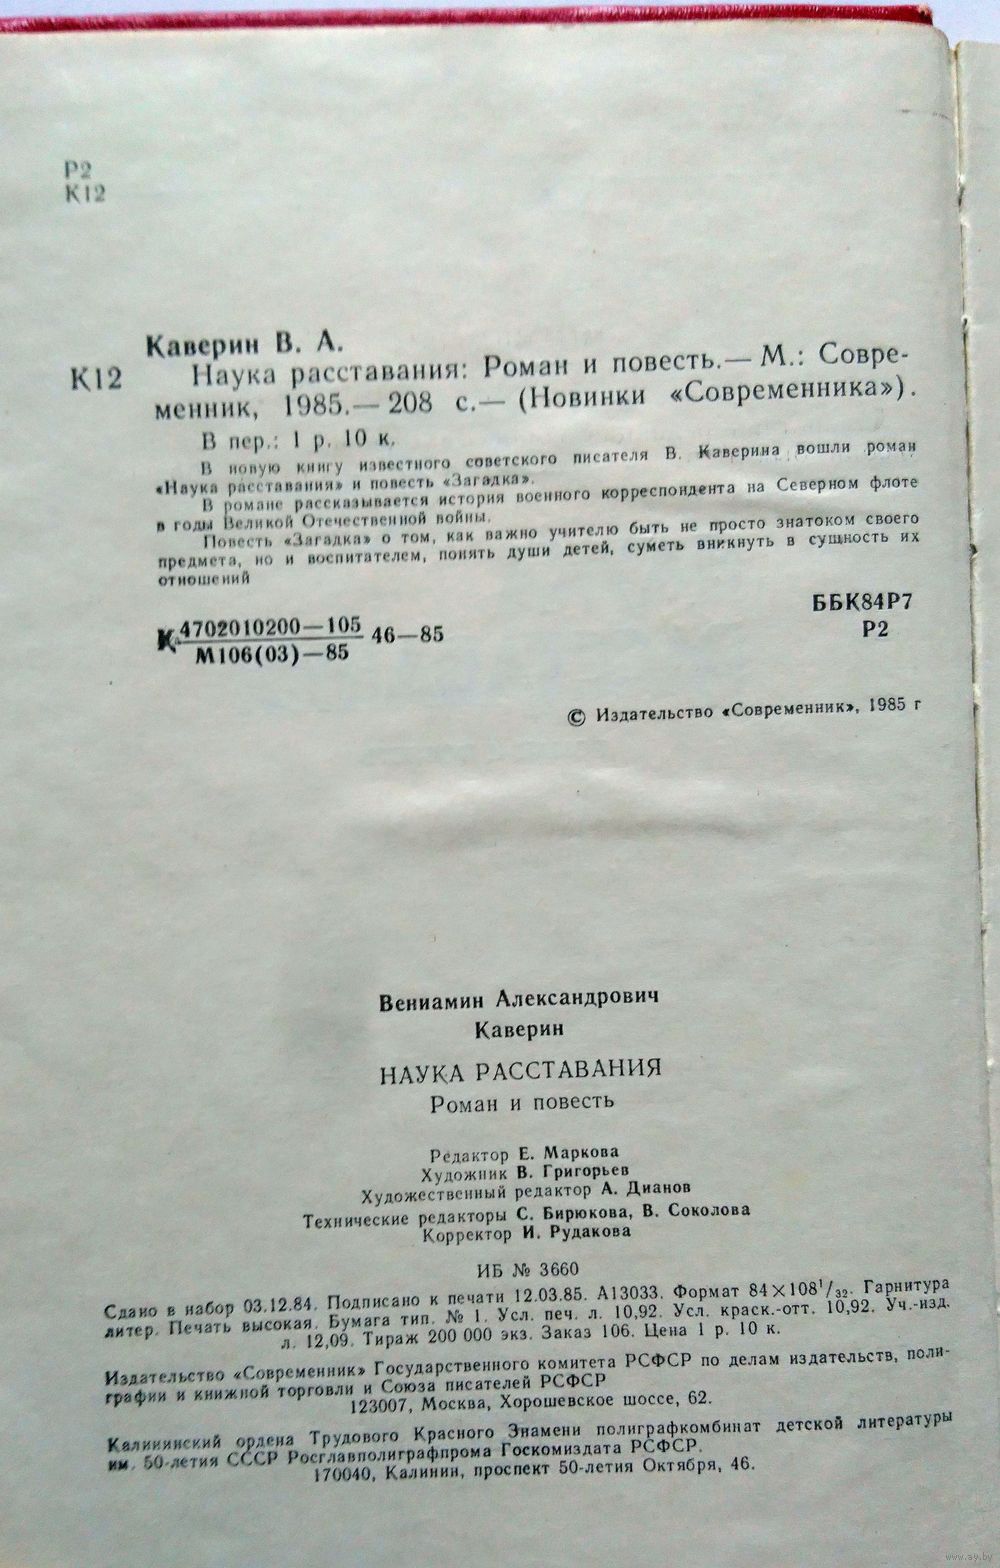 Р2
К12
Каверин В. А.
К12 Наука расставания: Роман и повесть.— М.: Совре-
менник, 1985.— 208 с.— (Новинки «Современника»).
В пер.: 1 р. 10 к.
В новую книгу известного советского писателя В. Каверина вошли роман
«Наука расставания» и повесть «Загадка».
В романе рассказывается история военного корреспондента на Северном флоте
в годы Великой Отечественной войны.
Повесть «Загадка» о том, как важно учителю быть не просто знатоком своего
предмета, но и воспитателем, понять души детей, суметь вникнуть в сущность их
отношений
К 4702010200—105 46—85
М106(03)—85
ББК84Р7
Р2
© Издательство «Современник», 1985 г
Вениамин Александрович
Каверин
НАУКА РАССТАВАНИЯ
Роман и повесть
Редактор Е. Маркова
Художник В. Григорьев
Художественный редактор А. Дианов
Технические редакторы С. Бирюкова, В. Соколова
Корректор И. Рудакова
ИБ № 3660
Сдано в набор 03.12.84. Подписано к печати 12.03.85. А13033. Формат 84×108¹/₃₂. Гарнитура
литер. Печать высокая. Бумага тип. № 1. Усл. печ. л. 10,92. Усл. краск.-отт. 10,92. Уч.-изд.
л. 12,09. Тираж 200 000 экз. Заказ 106. Цена 1 р. 10 к.
Издательство «Современник» Государственного комитета РСФСР по делам издательств, поли-
графии и книжной торговли и Союза писателей РСФСР
123007, Москва, Хорошевское шоссе, 62.
Калининский ордена Трудового Красного Знамени полиграфкомбинат детской литературы
им. 50-летия СССР Росглавполиграфпрома Госкомиздата РСФСР.
170040, Калинин, проспект 50-летия Октября, 46.
www.ay.by